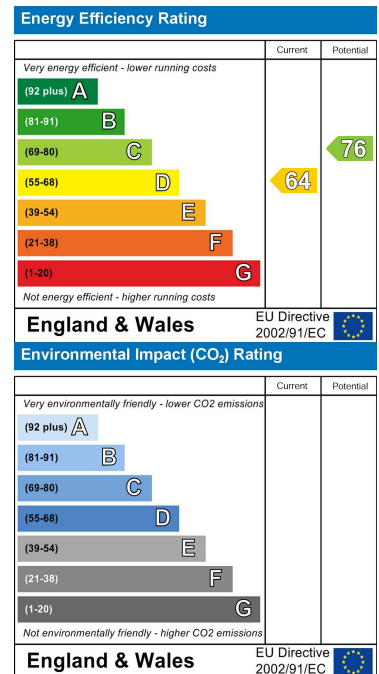 Energy Efficiency Rating
Current Potential
Very energy efficient - lower running costs
(92 plus) A
(81-91) B
(69-80) C 76
(55-68) D 64
(39-54) E
(21-38) F
(1-20) G
Not energy efficient - higher running costs
England & Wales
EU Directive
2002/91/EC
Environmental Impact (CO₂) Rating
Current Potential
Very environmentally friendly - lower CO2 emissions
(92 plus) A
(81-91) B
(69-80) C
(55-68) D
(39-54) E
(21-38) F
(1-20) G
Not environmentally friendly - higher CO2 emissions
England & Wales
EU Directive
2002/91/EC